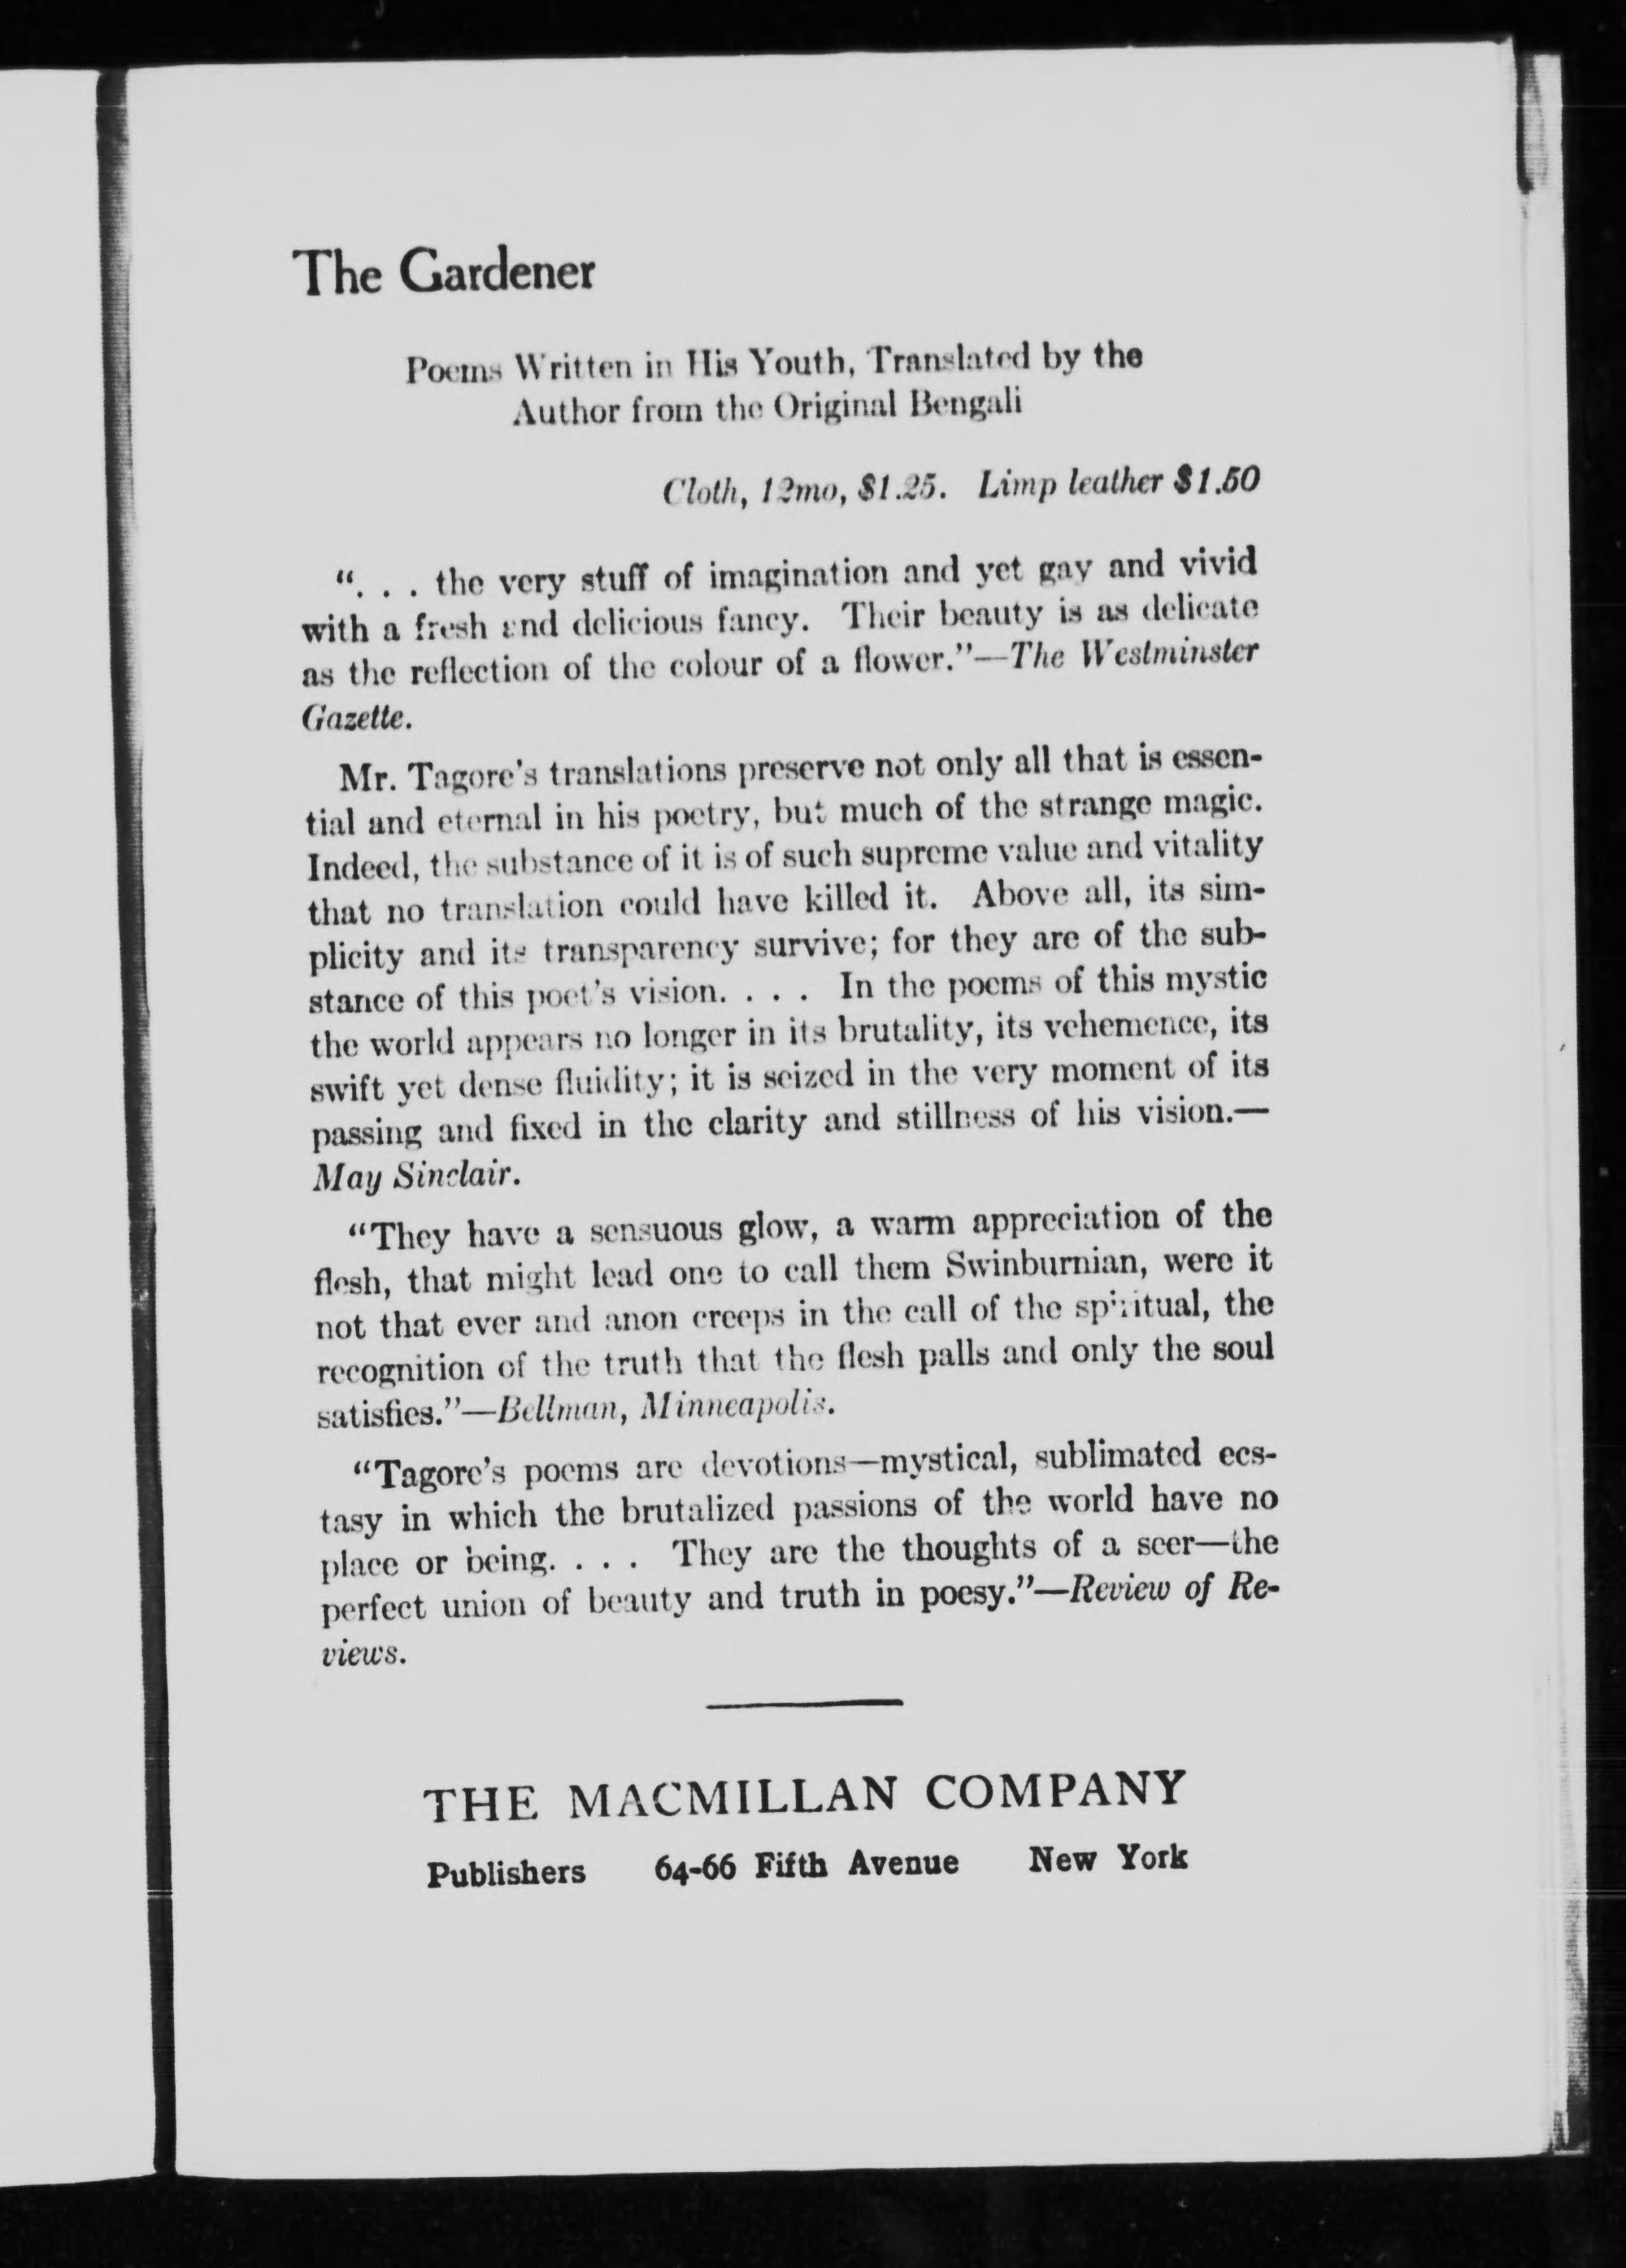 The Gardener
Poems Written in His Youth, Translated by the
Author from the Original Bengali
Cloth, 12mo, $1.25. Limp leather $1.50
". . . the very stuff of imagination and yet gay and vivid
with a fresh and delicious fancy. Their beauty is as delicate
as the reflection of the colour of a flower."—The Westminster
Gazette.
Mr. Tagore's translations preserve not only all that is essen-
tial and eternal in his poetry, but much of the strange magic.
Indeed, the substance of it is of such supreme value and vitality
that no translation could have killed it. Above all, its sim-
plicity and its transparency survive; for they are of the sub-
stance of this poet's vision. . . . In the poems of this mystic
the world appears no longer in its brutality, its vehemence, its
swift yet dense fluidity; it is seized in the very moment of its
passing and fixed in the clarity and stillness of his vision.—
May Sinclair.
"They have a sensuous glow, a warm appreciation of the
flesh, that might lead one to call them Swinburnian, were it
not that ever and anon creeps in the call of the spiritual, the
recognition of the truth that the flesh palls and only the soul
satisfies."—Bellman, Minneapolis.
"Tagore's poems are devotions—mystical, sublimated ecs-
tasy in which the brutalized passions of the world have no
place or being. . . . They are the thoughts of a seer—the
perfect union of beauty and truth in poesy."—Review of Re-
views.
THE MACMILLAN COMPANY
Publishers 64-66 Fifth Avenue New York